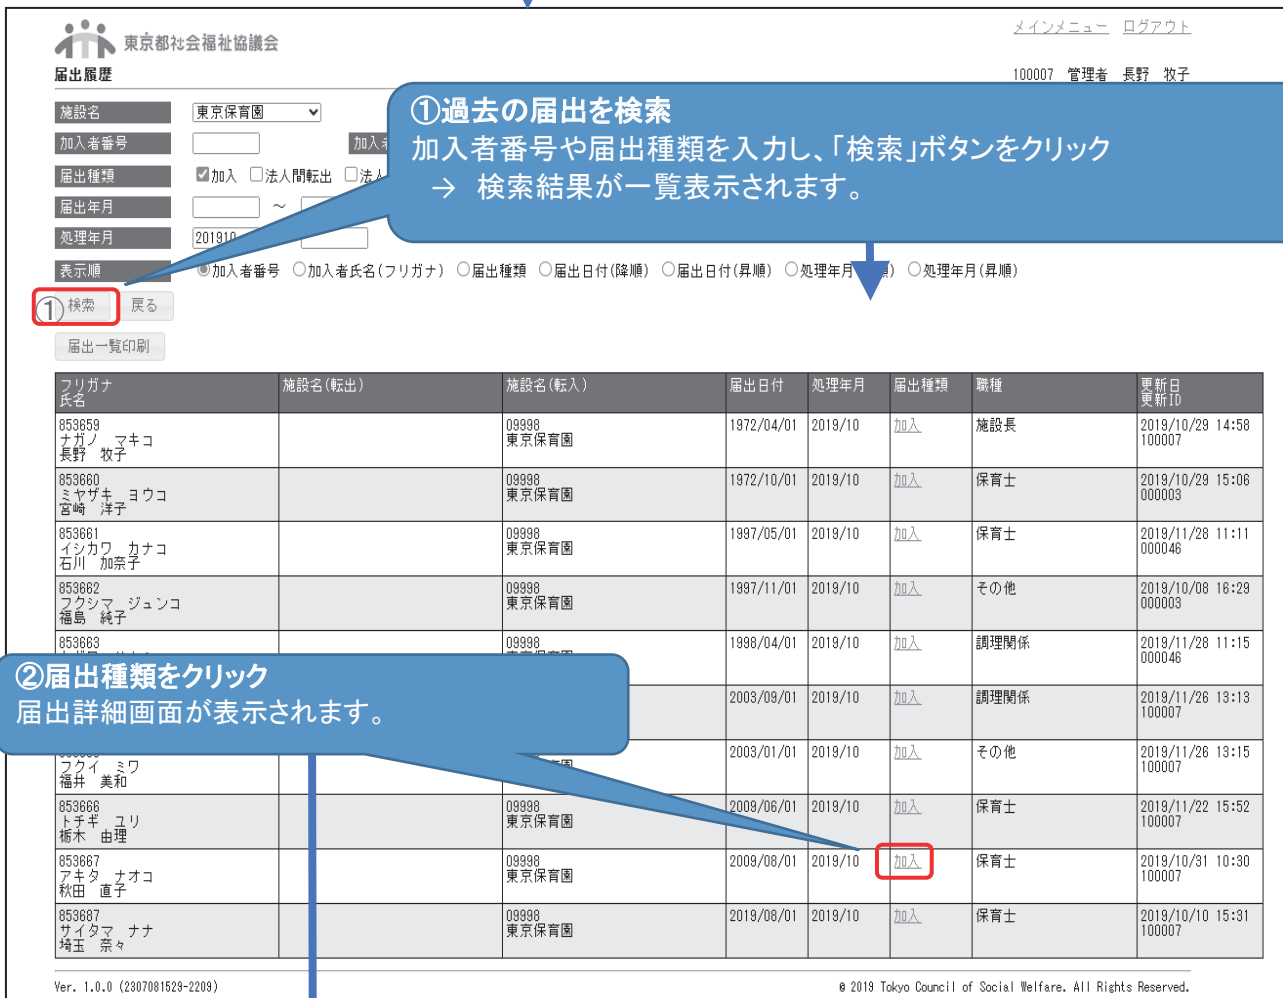 メインメニュー ログアウト
東京都社会福祉協議会
届出履歴
100007 管理者 長野 牧子
施設名 東京保育園
加入者番号 加入
届出種類 加入 法人間転出 法人
届出年月 ～
処理年月 201910
表示順 加入者番号 加入者氏名(フリガナ) 届出種類 届出日付(降順) 届出日付(昇順) 処理年月 ) 処理年月(昇順)
①過去の届出を検索
加入者番号や届出種類を入力し、「検索」ボタンをクリック
→ 検索結果が一覧表示されます。
① 検索 戻る
届出一覧印刷
フリガナ 施設名(転出) 施設名(転入) 届出日付 処理年月 届出種類 職種 更新日
氏名 更新ID
853659 09998 1972/04/01 2019/10 加入 施設長 2019/10/29 14:58
ナガノ マキコ 東京保育園 100007
長野 牧子
853660 09998 1972/10/01 2019/10 加入 保育士 2019/10/29 15:06
ミヤザキ ヨウコ 東京保育園 000003
宮崎 洋子
853661 09998 1997/05/01 2019/10 加入 保育士 2019/11/28 11:11
イシカワ カナコ 東京保育園 000046
石川 加奈子
853662 09998 1997/11/01 2019/10 加入 その他 2019/10/08 16:29
フクシマ ジュンコ 東京保育園 000003
福島 純子
853663 09998 1998/04/01 2019/10 加入 調理関係 2019/11/28 11:15
000046
②届出種類をクリック
届出詳細画面が表示されます。
2003/09/01 2019/10 加入 調理関係 2019/11/26 13:13
100007
2003/01/01 2019/10 加入 その他 2019/11/26 13:15
フクイ ミワ 100007
福井 美和
853666 09998 2009/06/01 2019/10 加入 保育士 2019/11/22 15:52
トチギ ユリ 東京保育園 100007
栃木 由理
853667 09998 2009/08/01 2019/10 加入 保育士 2019/10/31 10:30
アキタ ナオコ 東京保育園 100007
秋田 直子
853687 09998 2019/08/01 2019/10 加入 保育士 2019/10/10 15:31
サイタマ ナナ 東京保育園 100007
埼玉 奈々
Ver. 1.0.0 (2307081529-2209) © 2019 Tokyo Council of Social Welfare. All Rights Reserved.